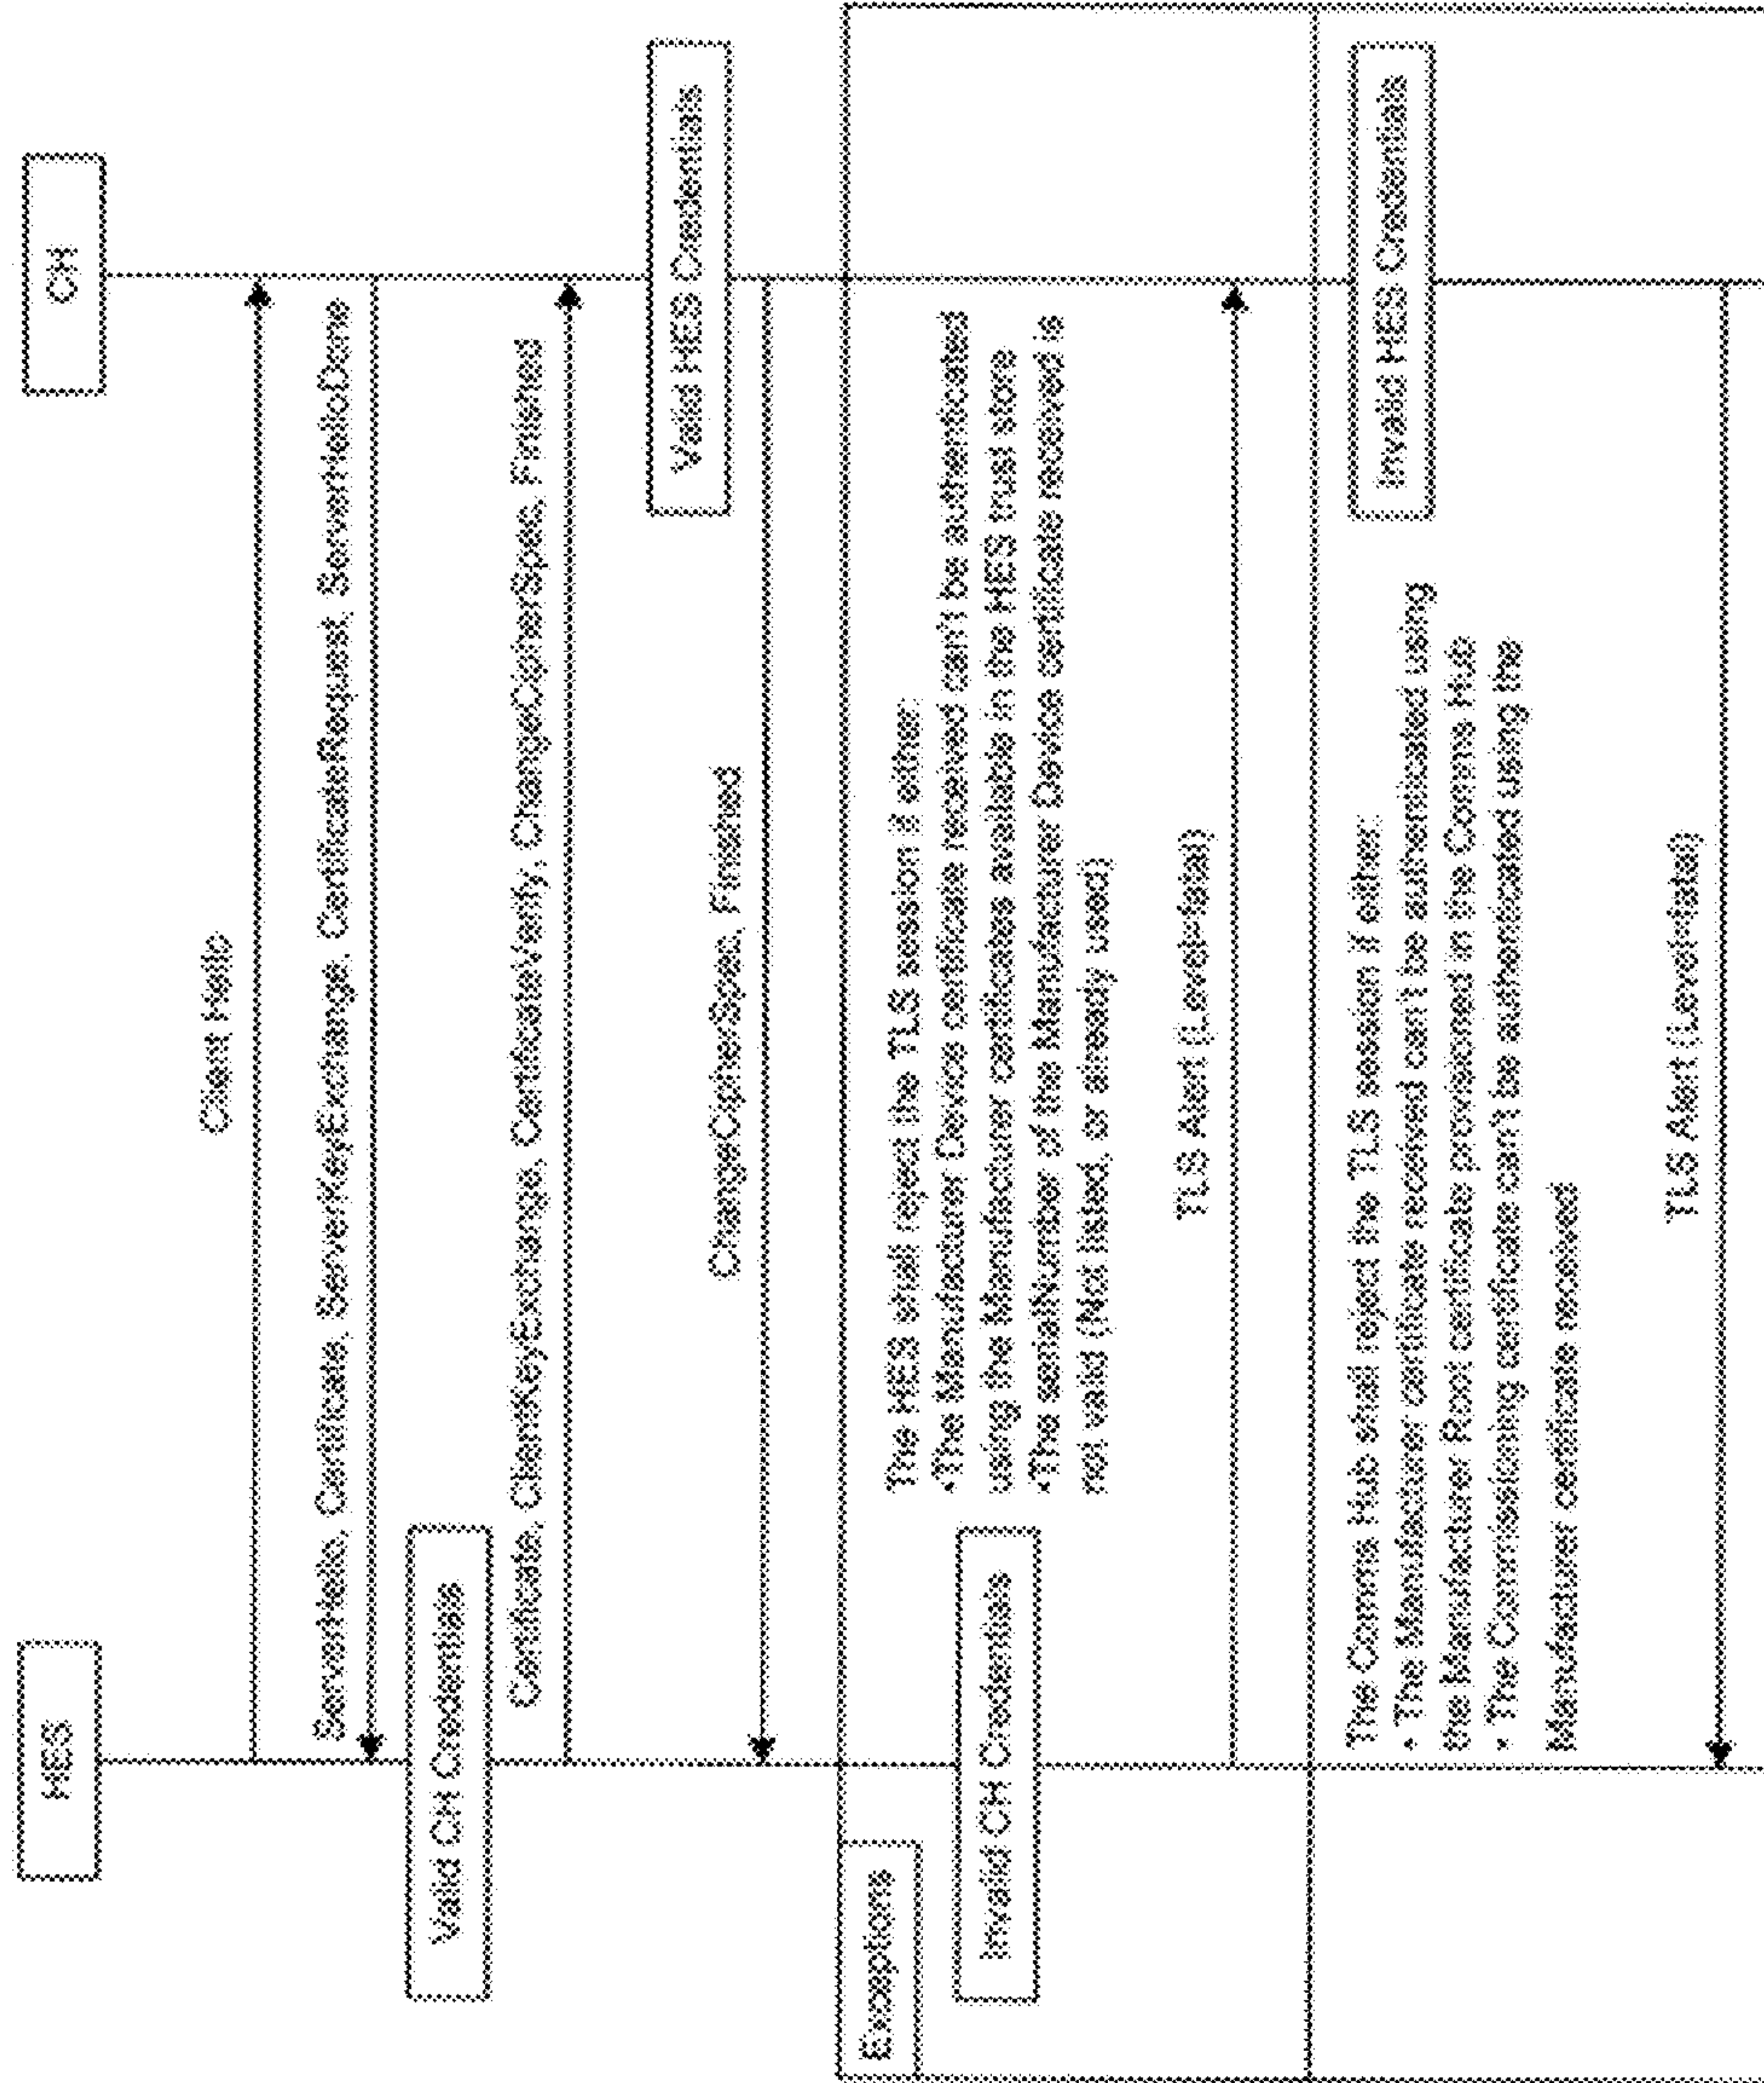 HES
CH
Client Hello
ServerHello, Certificate, ServerKeyExchange, CertificateRequest, ServerHelloDone
Valid CH Credentials
Certificate, ClientKeyExchange, CertificateVerify, ChangeCipherSpec, Finished
Valid HES Credentials
ChangeCipherSpec, Finished
Exceptions
The HES shall reject the TLS session if either:
•The Manufacturer Device certificate received can't be authenticated
using the Manufacturer certificates available in the HES trust store
•The serialNumber of the Manufacturer Device certificate received is
not valid (Not listed, or already used)
Invalid CH Credentials
TLS Alert (Level=fatal)
The Comms Hub shall reject the TLS session if either:
• The Manufacturer certificate received can't be authenticated using
the Manufacturer Root certificate provisioned in the Comms Hub
• The Commissioning certificate can't be authenticated using the
Manufacturer certificate received
Invalid HES Credentials
TLS Alert (Level=fatal)